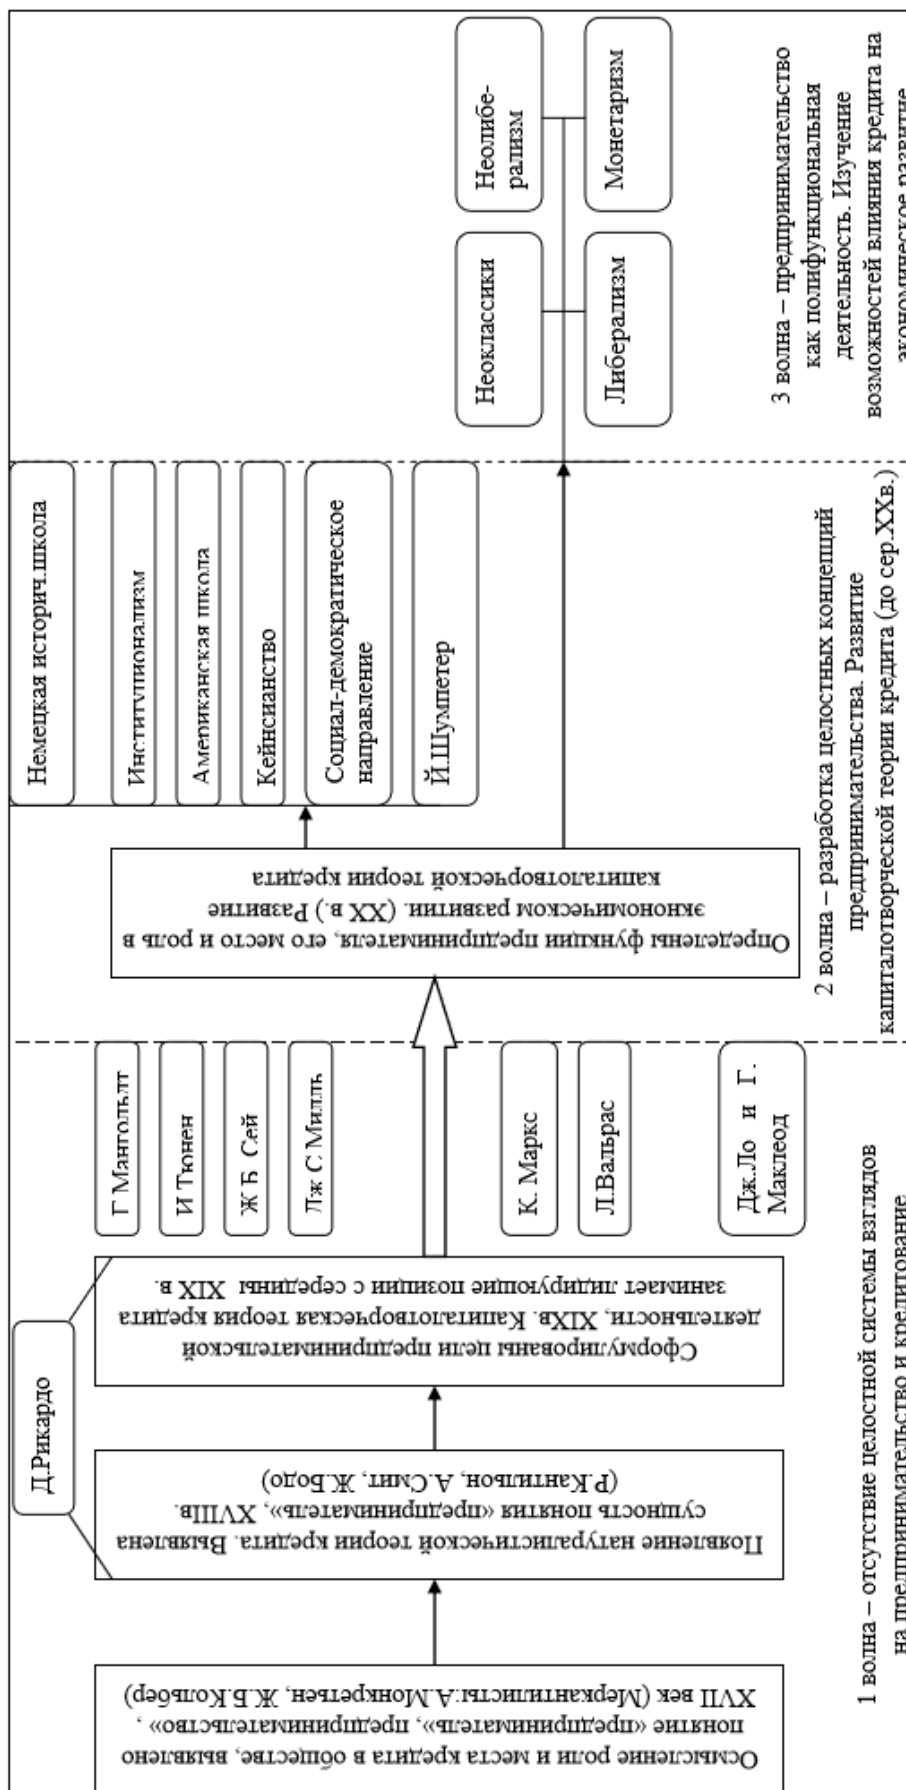 Осмысление роли и места кредита в обществе, выявлено
понятие «предприниматель», предпринимательство» ,
XVII век (Меркантилисты:А.Монкретьен, Ж.Б.Кольбер)
Появление натуралистической теории кредита. Выявлена
сущность понятия «предприниматель», XVIIIв.
(Р.Кантильон, А.Смит, Ж.Бодо)
Д.Рикардо
Сформулированы цели предпринимательской
деятельности, XIXв. Капиталотворческая теория кредита
занимает лидирующие позиции с середины XIX в.
Г Мангольдт
И Тюнен
Ж Б Сей
Дж С Милль
К. Маркс
Л.Вальрас
Дж.Ло и Г.
Маклеод
1 волна – отсутствие целостной системы взглядов
на предпринимательство и кредитование
Определены функции предпринимателя, его место и роль в
эккономическом развитии. (XX в.) Развитие
капиталотворческой теории кредита
Немецкая историч.школа
Институционализм
Американская школа
Кейнсианство
Социал-демократическое
направление
Й.Шумпетер
2 волна – разработка целостных концепций
предпринимательства. Развитие
капиталотворческой теории кредита (до сер.XXв.)
Неоклассики
Неолибе-
рализм
Либерализм
Монетаризм
3 волна – предпринимательство
как полифункциональная
деятельность. Изучение
возможностей влияния кредита на
экономическое развитие